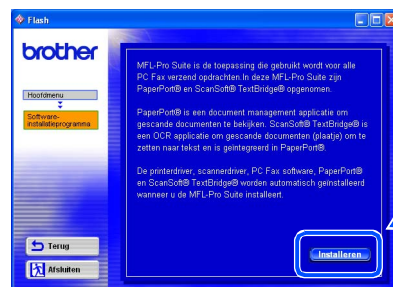 Flash
brother
Hoofdmenu
Software-
installatieprogramma
MFL-Pro Suite is de toepassing die gebruikt wordt voor alle
PC Fax verzend opdrachten.In deze MFL-Pro Suite zijn
PaperPort® en ScanSoft® TextBridge® opgenomen.
PaperPort® is een document management applicatie om
gescande documenten te bekijken. ScanSoft® TextBridge® is
een OCR applicatie om gescande documenten (plaatje) om te
zetten naar tekst en is geintegreerd in PaperPort®.
De printerdriver, scannerdriver, PC Fax software, PaperPort®
en ScanSoft® TextBridge® worden automatisch geinstalleerd
wanneer u de MFL-Pro Suite installeert.
Terug
Afsluiten
Installeren